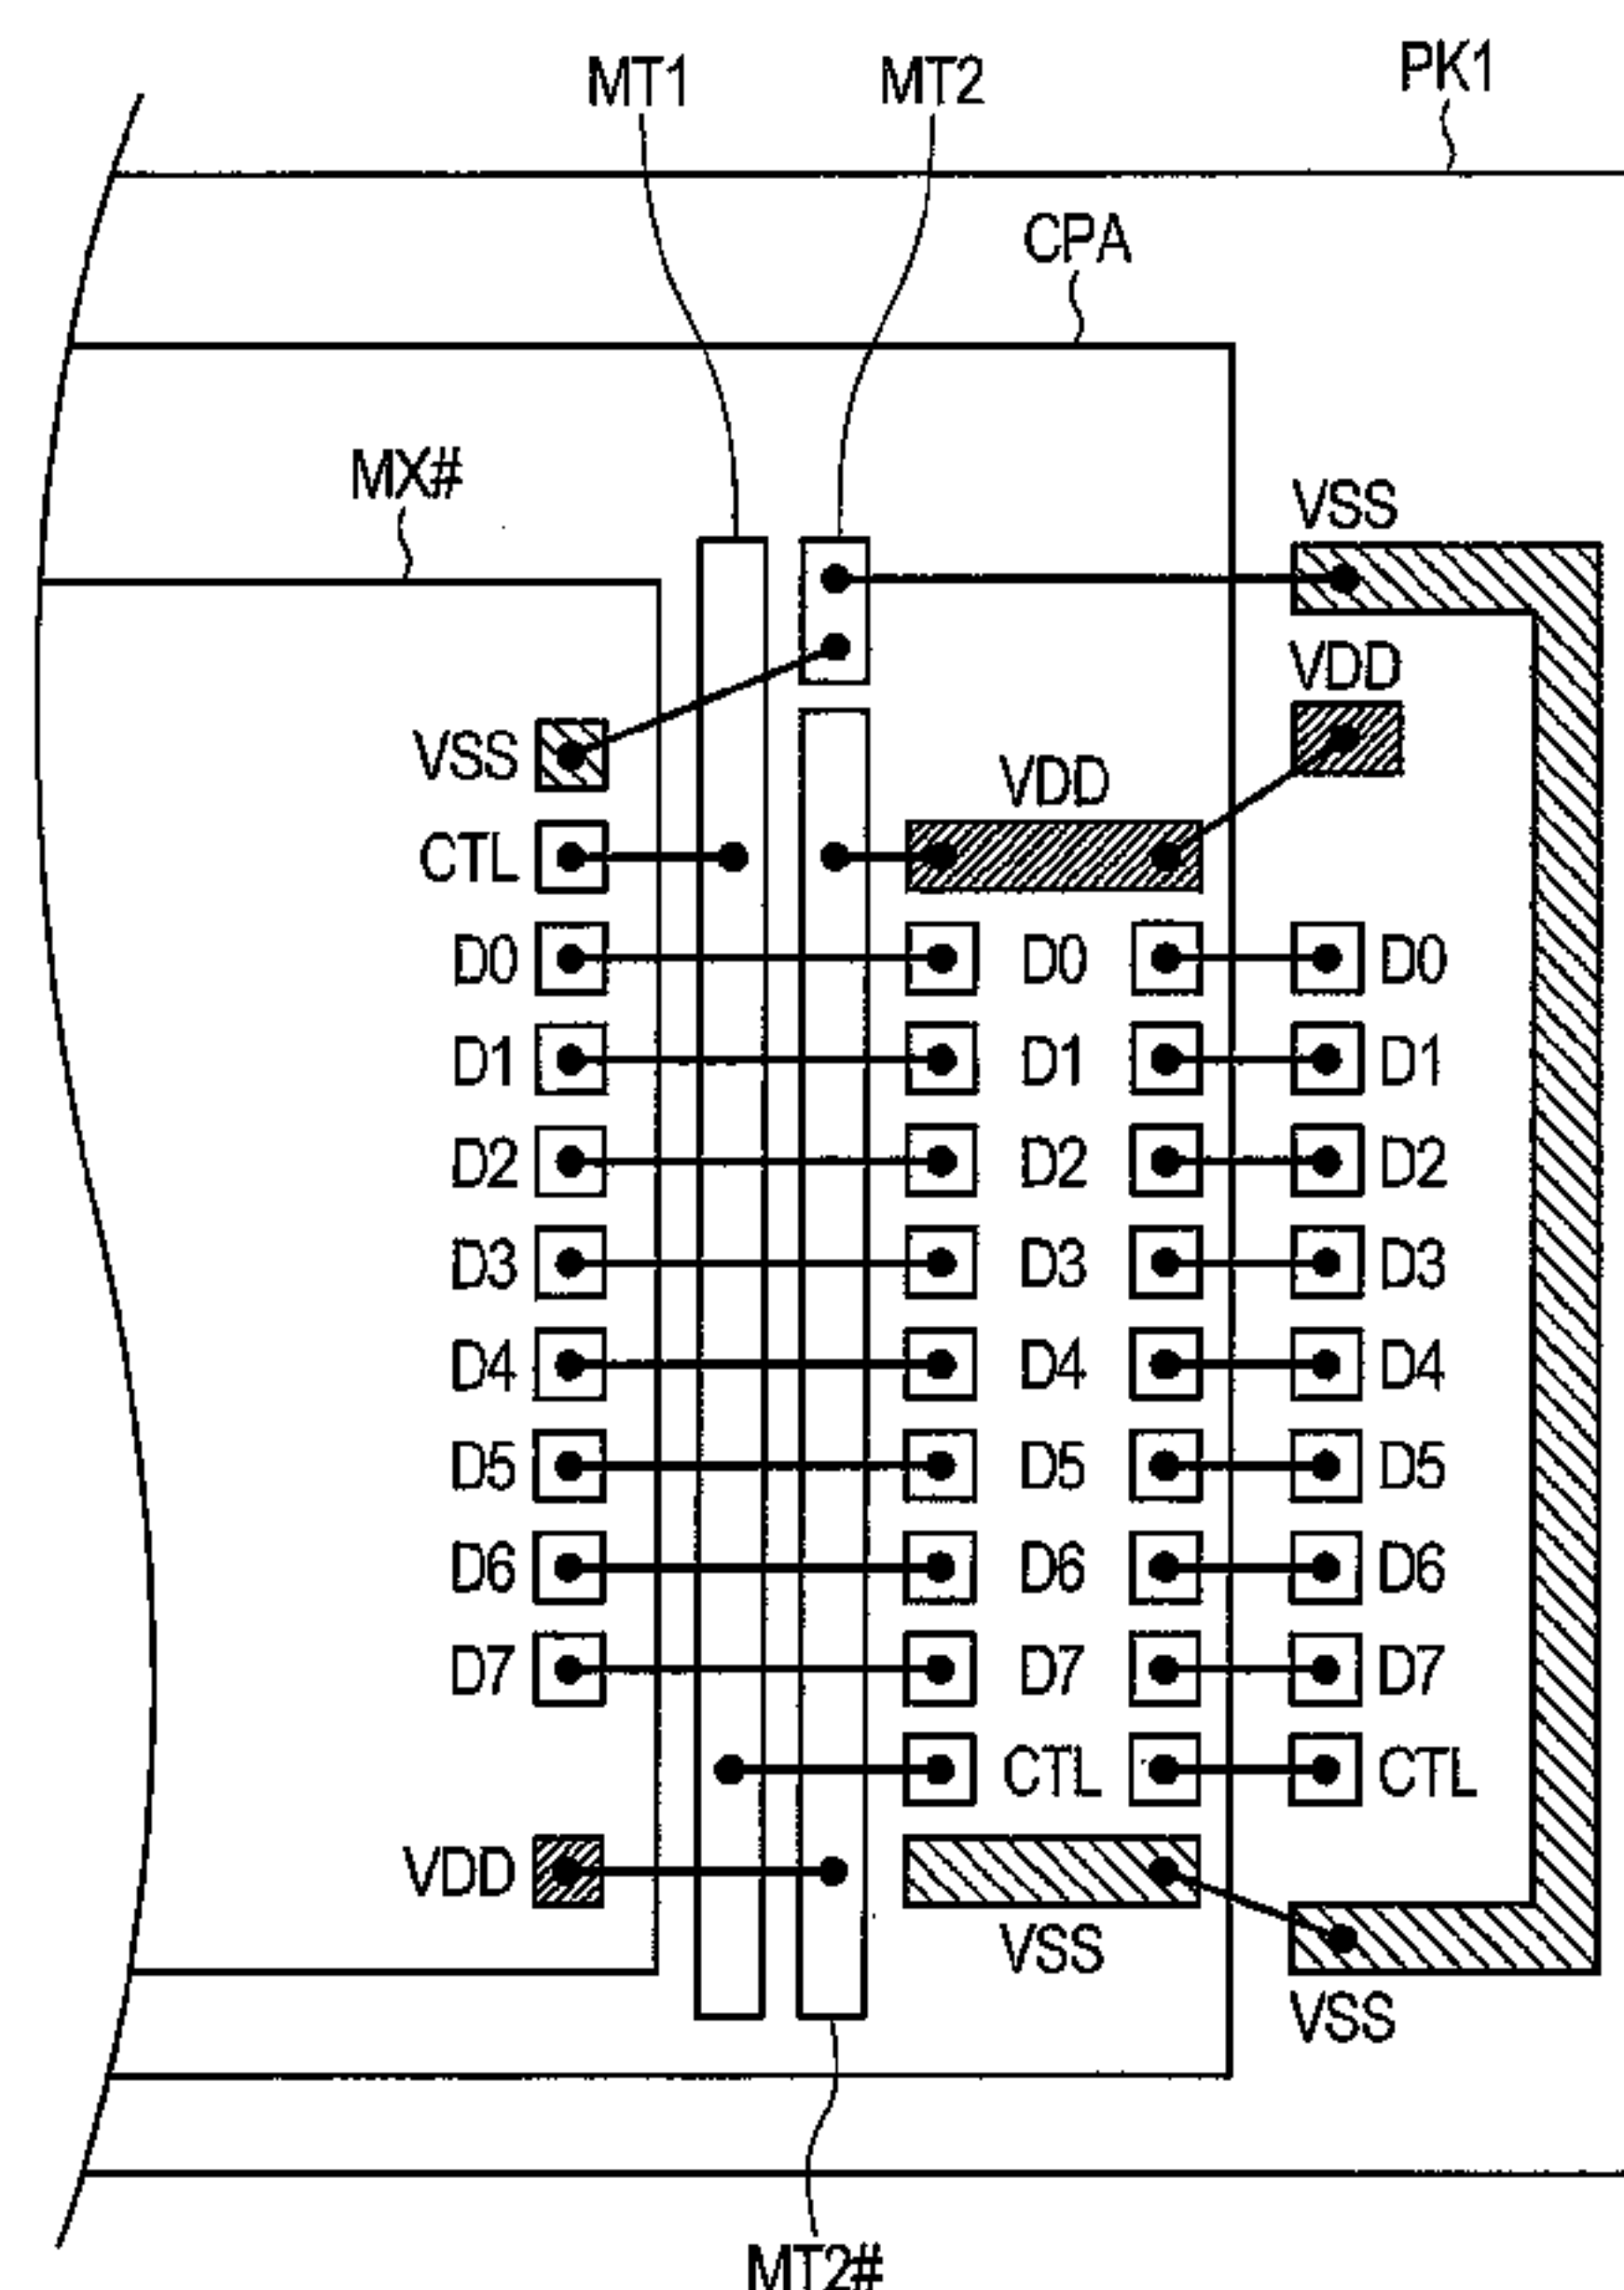 MT1 MT2 PK1
CPA
MX#
VSS
VDD
VSS
VDD
CTL
D0 D0 D0
D1 D1 D1
D2 D2 D2
D3 D3 D3
D4 D4 D4
D5 D5 D5
D6 D6 D6
D7 D7 D7
CTL CTL
VDD
VSS
VSS
MT2#